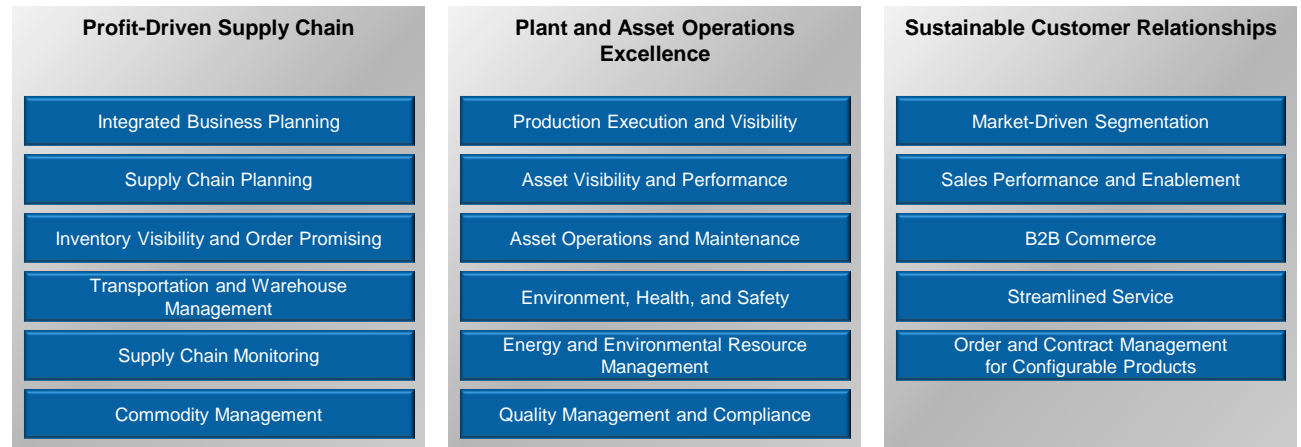 Profit-Driven Supply Chain
Integrated Business Planning
Supply Chain Planning
Inventory Visibility and Order Promising
Transportation and Warehouse
Management
Supply Chain Monitoring
Commodity Management
Plant and Asset Operations
Excellence
Production Execution and Visibility
Asset Visibility and Performance
Asset Operations and Maintenance
Environment, Health, and Safety
Energy and Environmental Resource
Management
Quality Management and Compliance
Sustainable Customer Relationships
Market-Driven Segmentation
Sales Performance and Enablement
B2B Commerce
Streamlined Service
Order and Contract Management
for Configurable Products